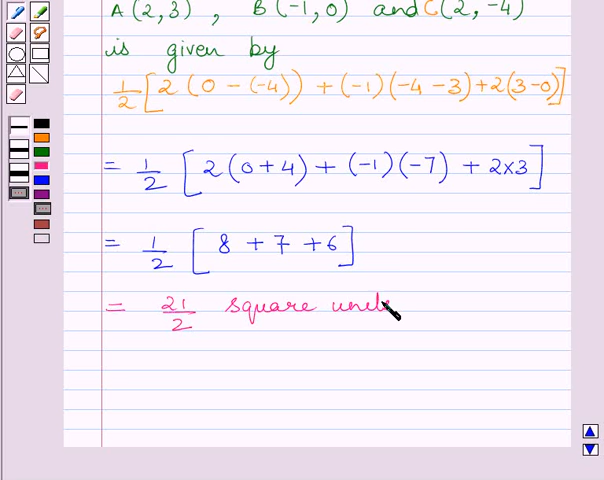 A(2,3), B(-1,0) and C(2,-4)
is given by
1/2 [2(0-(-4)) + (-1)(-4-3)+2(3-0)]
= 1/2 [2(0+4) + (-1)(-7) + 2×3]
= 1/2 [8 + 7 + 6]
= 21/2 square